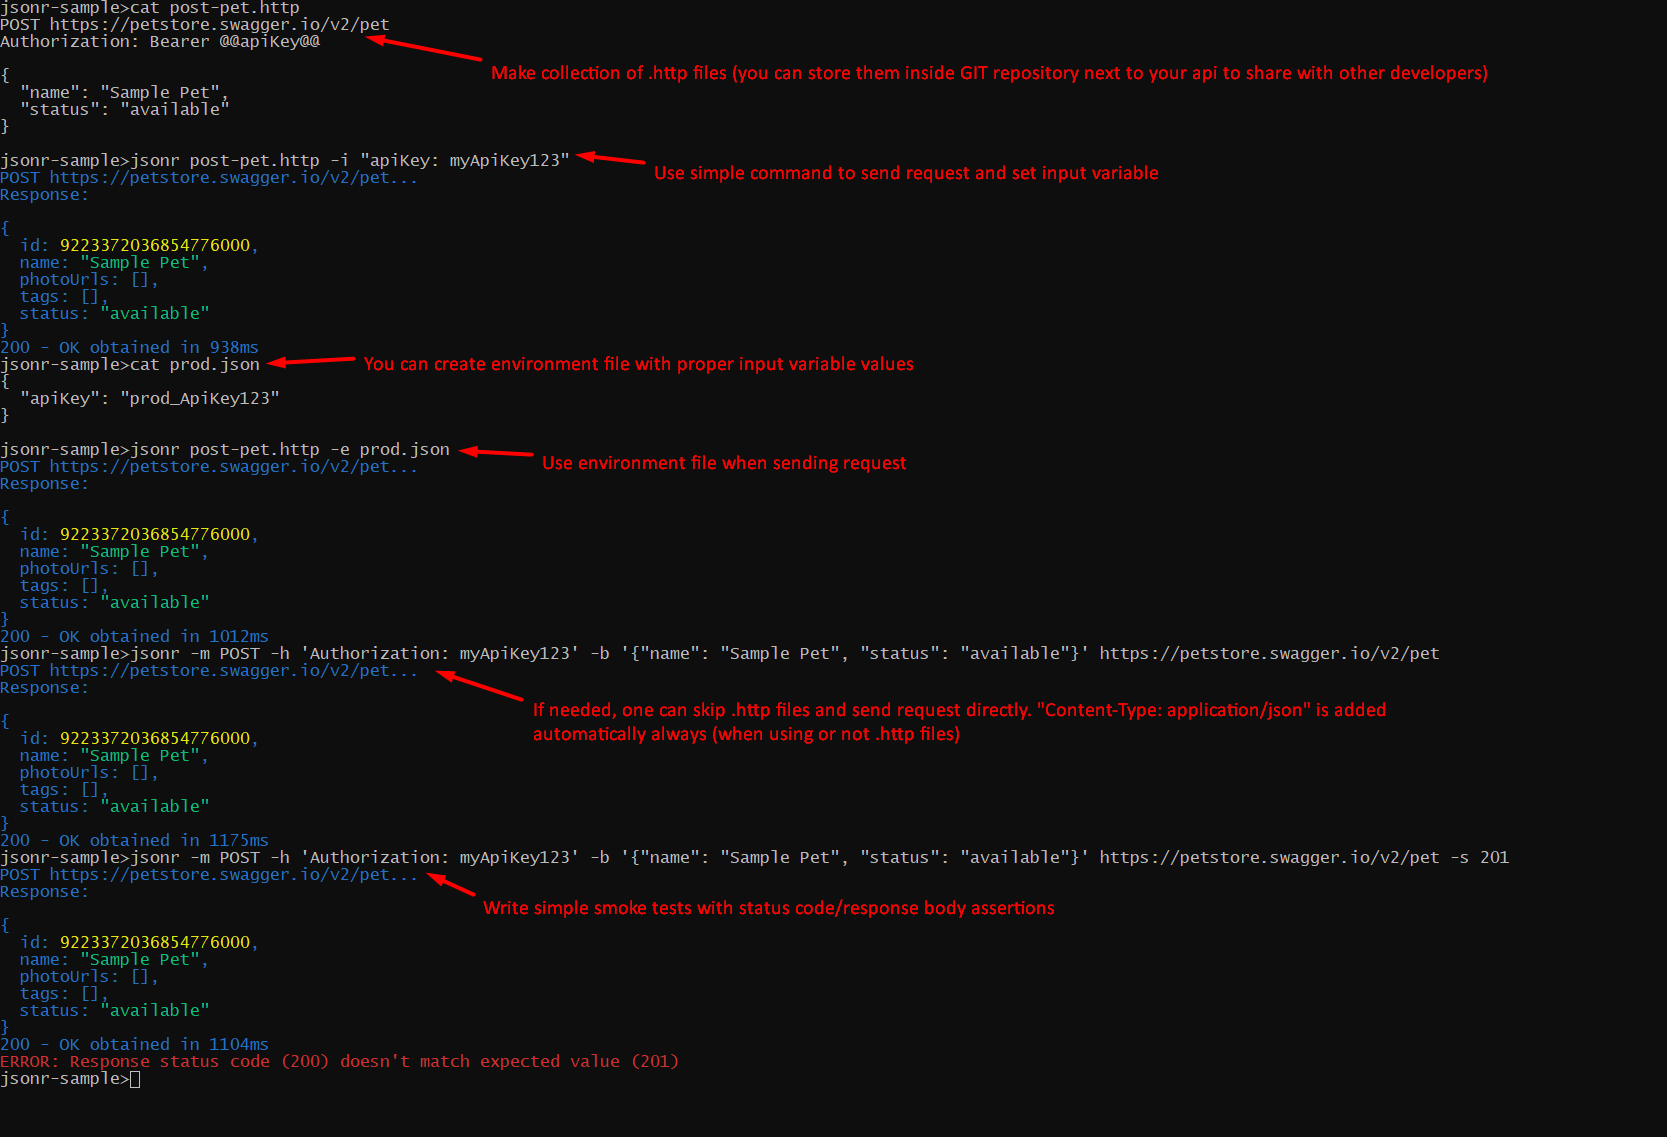 jsonr-sample>cat post-pet.http
POST https://petstore.swagger.io/v2/pet
Authorization: Bearer @@apiKey@@
Make collection of .http files (you can store them inside GIT repository next to your api to share with other developers)
{
  "name": "Sample Pet",
  "status": "available"
}
jsonr-sample>jsonr post-pet.http -i "apiKey: myApiKey123"
Use simple command to send request and set input variable
POST https://petstore.swagger.io/v2/pet...
Response:
{
  id: 9223372036854776000,
  name: "Sample Pet",
  photoUrls: [],
  tags: [],
  status: "available"
}
200 - OK obtained in 938ms
jsonr-sample>cat prod.json
You can create environment file with proper input variable values
{
  "apiKey": "prod_ApiKey123"
}
jsonr-sample>jsonr post-pet.http -e prod.json
Use environment file when sending request
POST https://petstore.swagger.io/v2/pet...
Response:
{
  id: 9223372036854776000,
  name: "Sample Pet",
  photoUrls: [],
  tags: [],
  status: "available"
}
200 - OK obtained in 1012ms
jsonr-sample>jsonr -m POST -h 'Authorization: myApiKey123' -b '{"name": "Sample Pet", "status": "available"}' https://petstore.swagger.io/v2/pet
POST https://petstore.swagger.io/v2/pet...
Response:
If needed, one can skip .http files and send request directly. "Content-Type: application/json" is added
automatically always (when using or not .http files)
{
  id: 9223372036854776000,
  name: "Sample Pet",
  photoUrls: [],
  tags: [],
  status: "available"
}
200 - OK obtained in 1175ms
jsonr-sample>jsonr -m POST -h 'Authorization: myApiKey123' -b '{"name": "Sample Pet", "status": "available"}' https://petstore.swagger.io/v2/pet -s 201
POST https://petstore.swagger.io/v2/pet...
Response:
Write simple smoke tests with status code/response body assertions
{
  id: 9223372036854776000,
  name: "Sample Pet",
  photoUrls: [],
  tags: [],
  status: "available"
}
200 - OK obtained in 1104ms
ERROR: Response status code (200) doesn't match expected value (201)
jsonr-sample>